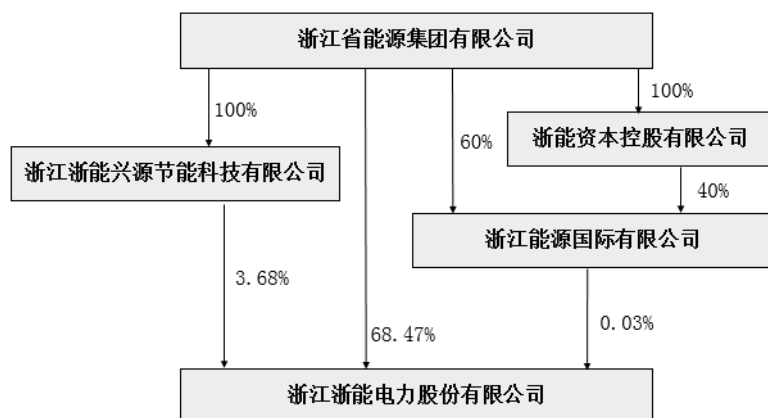 浙江省能源集团有限公司
100%
100%
浙能资本控股有限公司
60%
浙江浙能兴源节能科技有限公司
40%
浙江能源国际有限公司
3.68%
0.03%
68.47%
浙江浙能电力股份有限公司